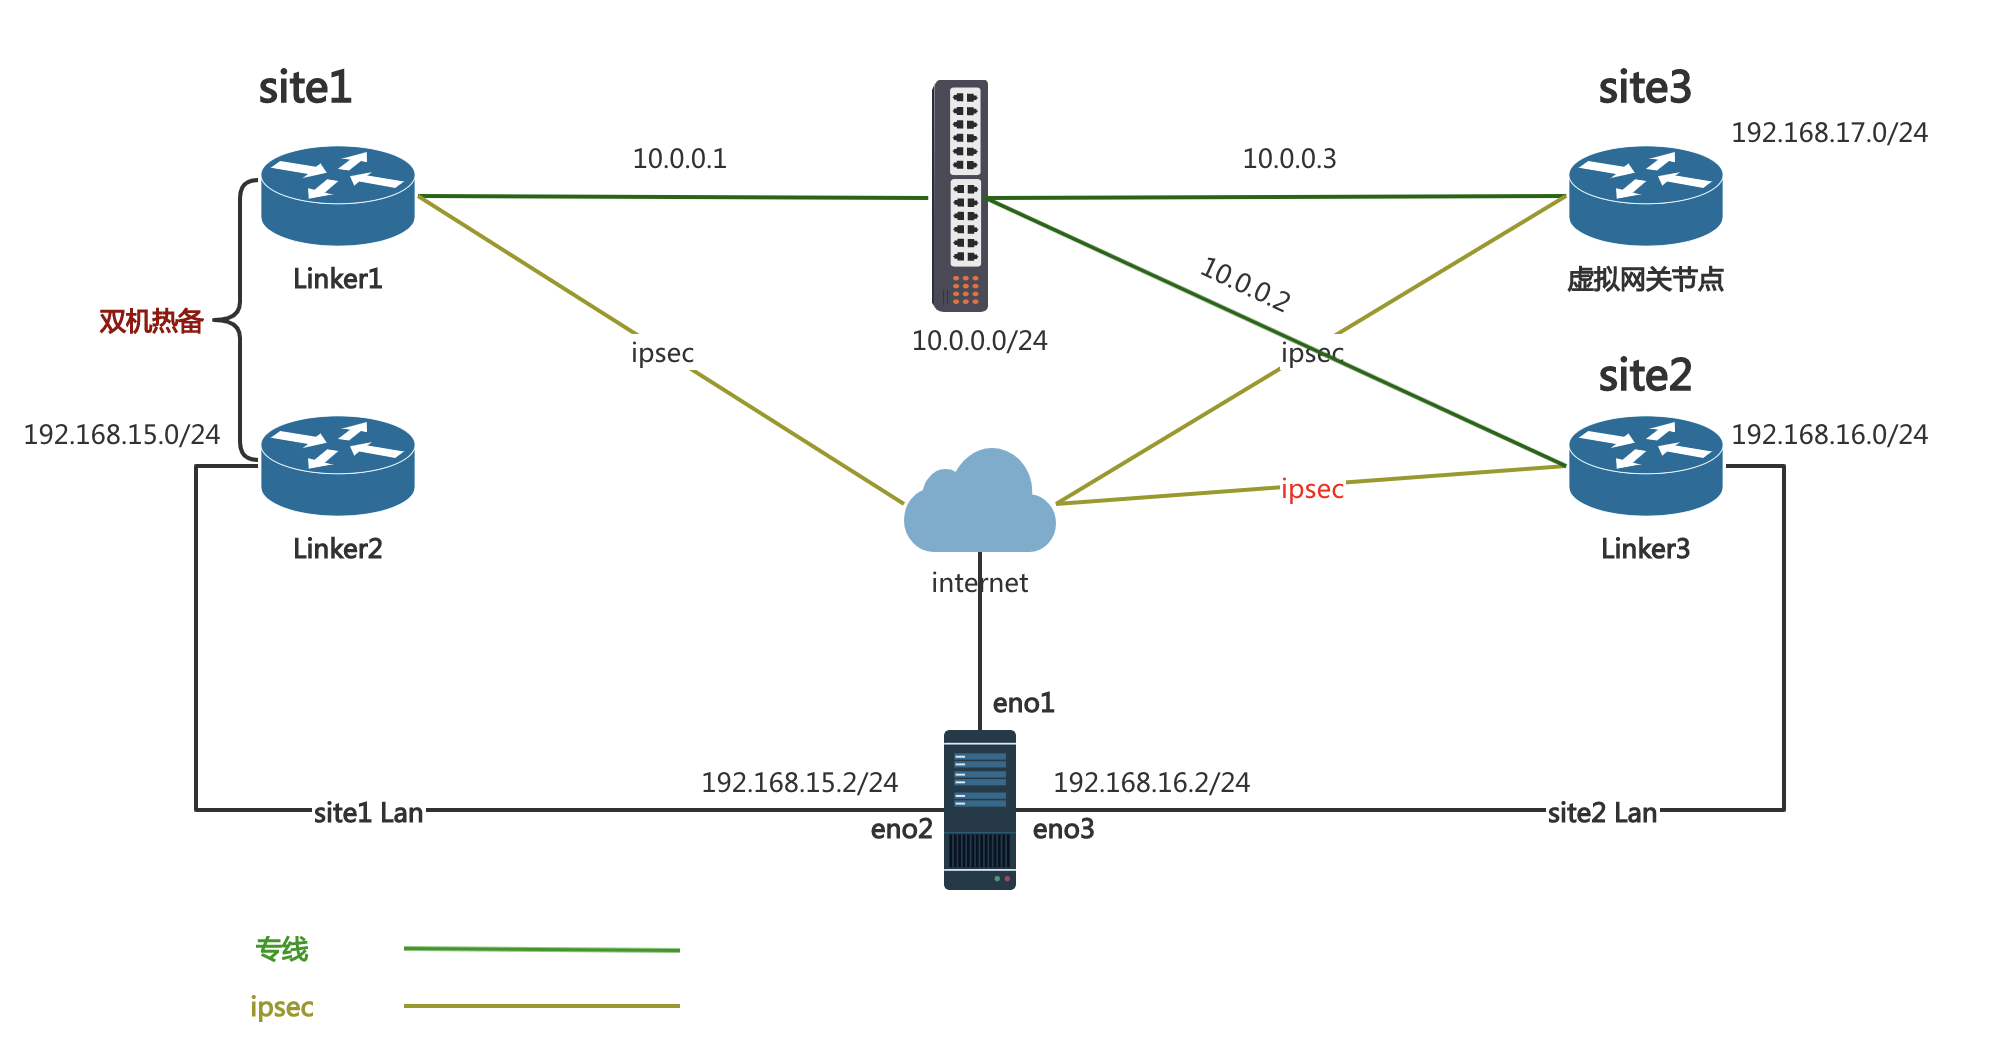 site1
site3
192.168.17.0/24
10.0.0.1
10.0.0.3
Linker1
虚拟网关节点
10.0.0.2
双机热备
10.0.0.0/24
ipsec
ipsec
site2
192.168.15.0/24
192.168.16.0/24
ipsec
Linker2
Linker3
internet
eno1
192.168.15.2/24
192.168.16.2/24
site1 Lan
site2 Lan
eno2
eno3
专线
ipsec